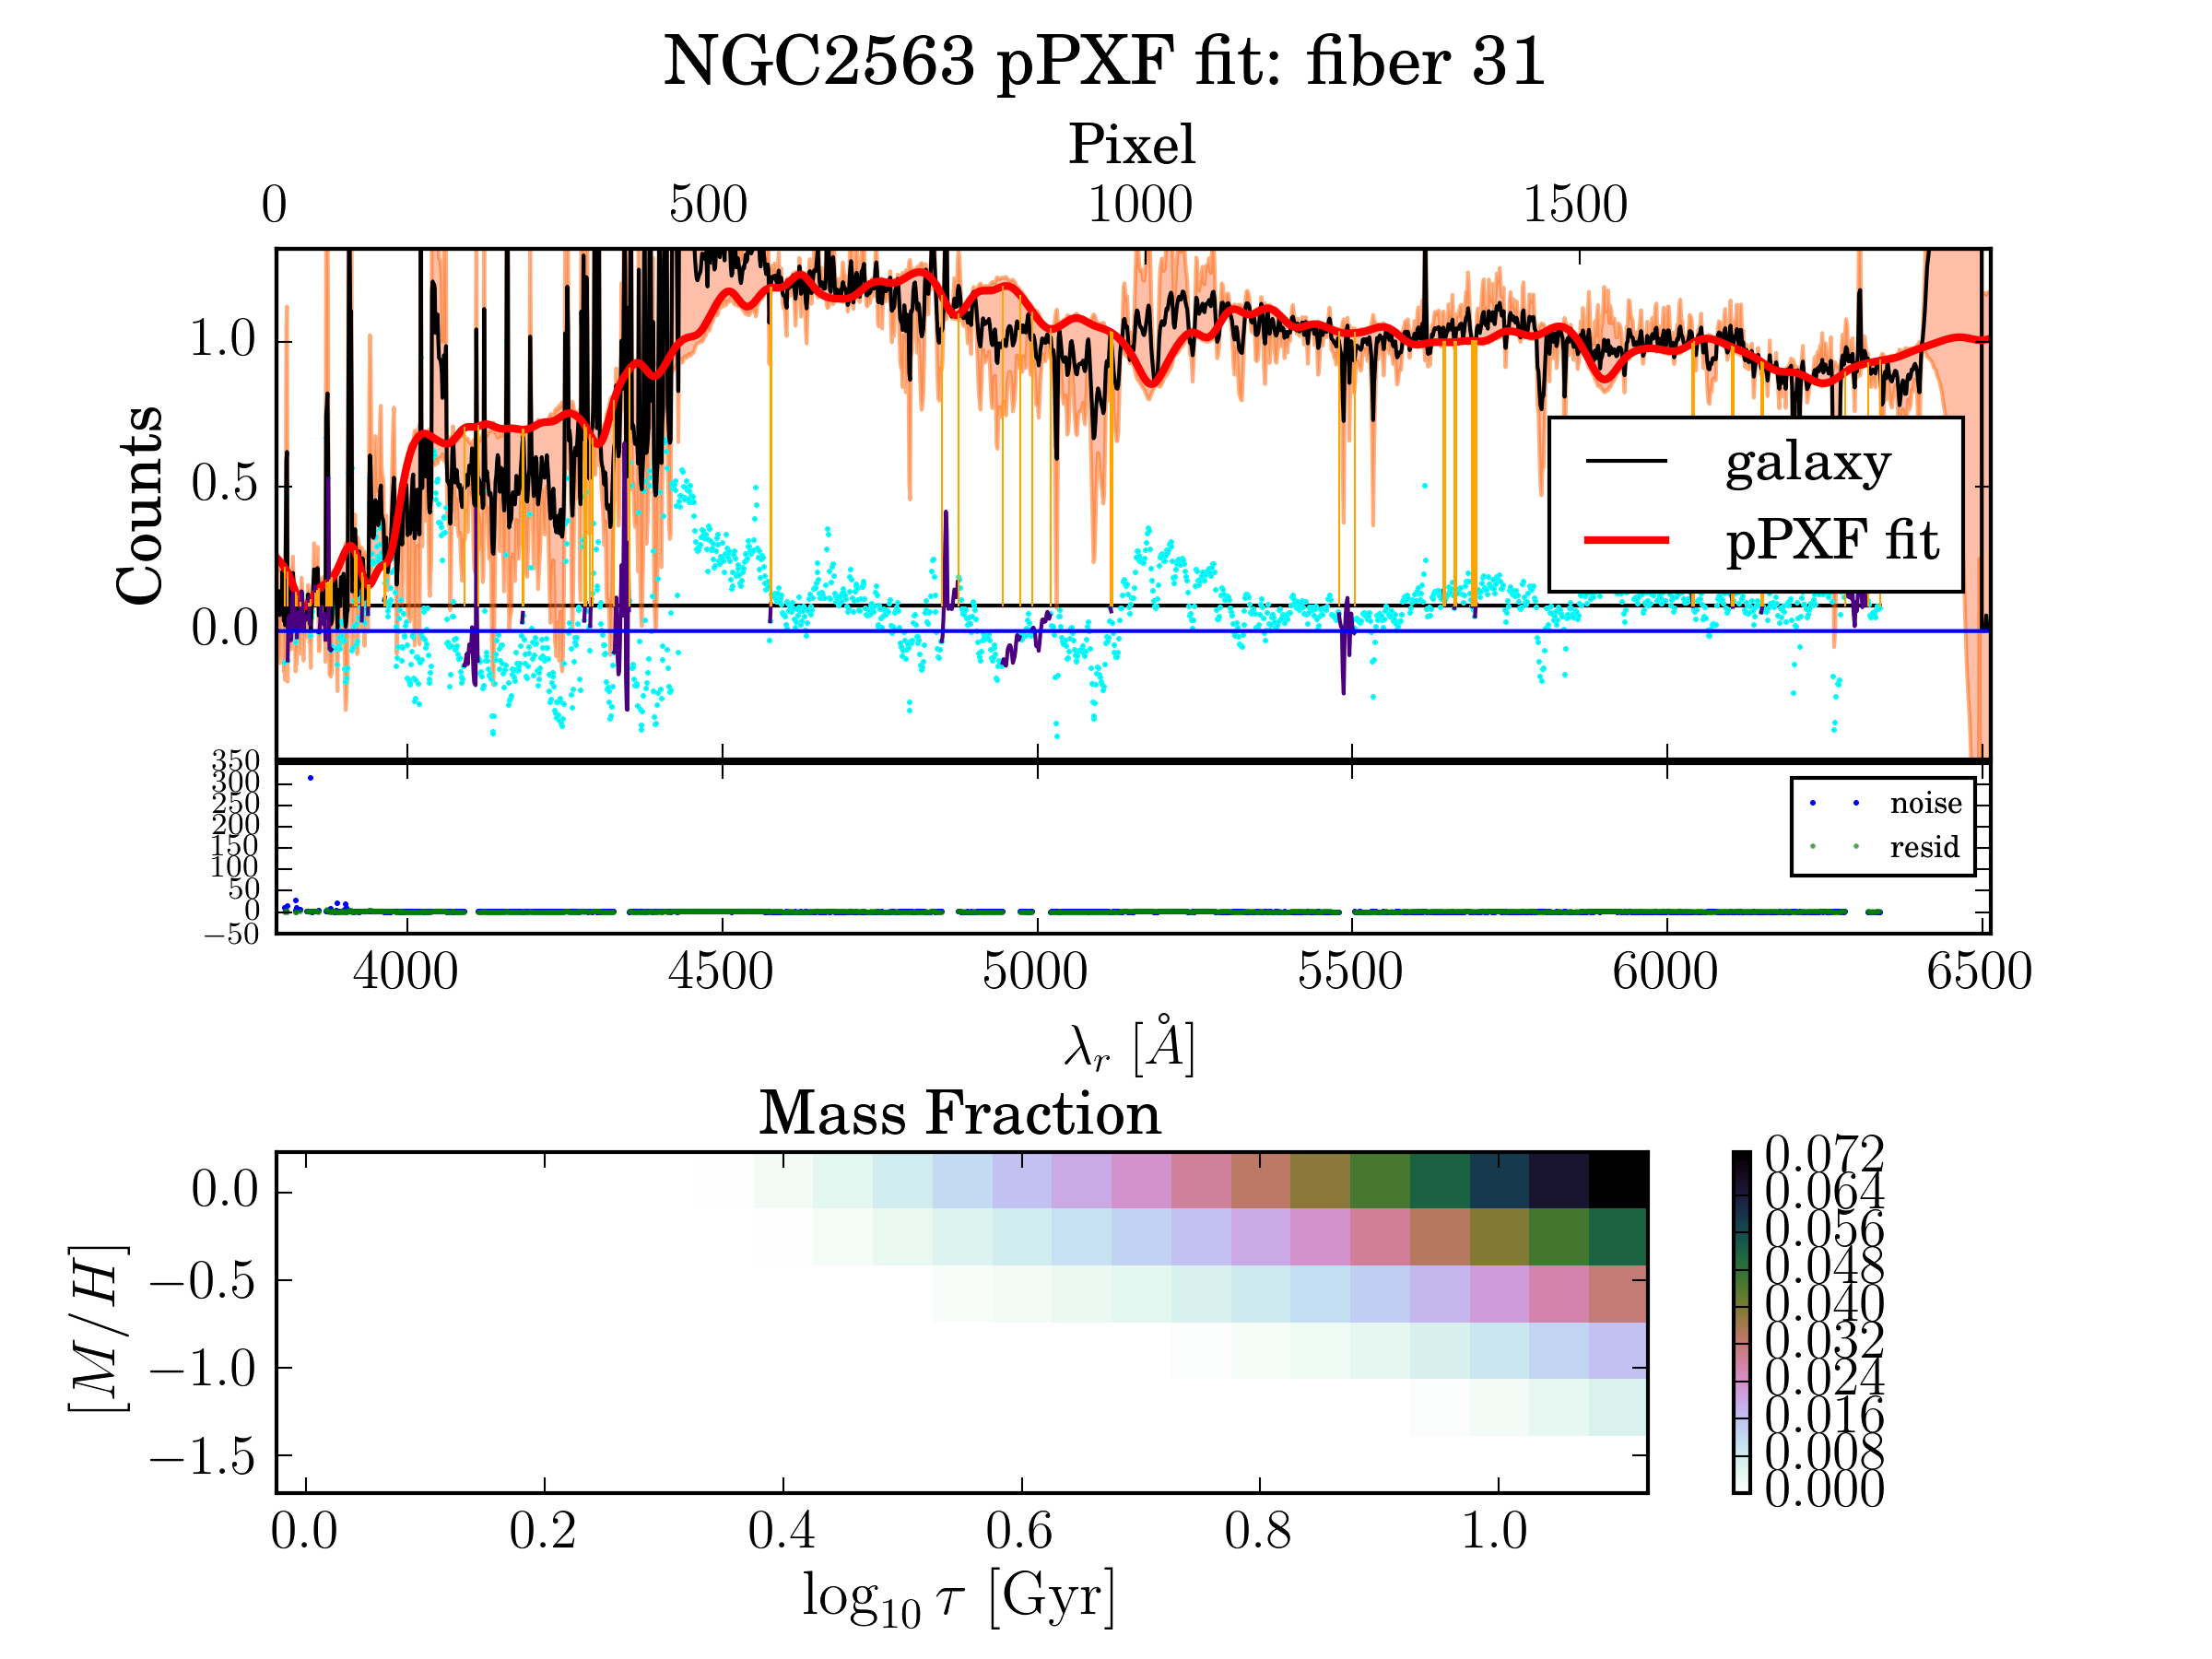 NGC2563 pPXF fit: fiber 31
Pixel
0 500 1000 1500
Counts
1.0
0.5
0.0
galaxy
pPXF fit
350
300
250
200
150
100
50
0
−50
noise
resid
4000 4500 5000 5500 6000 6500
λr [Å]
Mass Fraction
[M/H]
0.0
−0.5
−1.0
−1.5
0.0 0.2 0.4 0.6 0.8 1.0
log10 τ [Gyr]
0.072
0.064
0.056
0.048
0.040
0.032
0.024
0.016
0.008
0.000